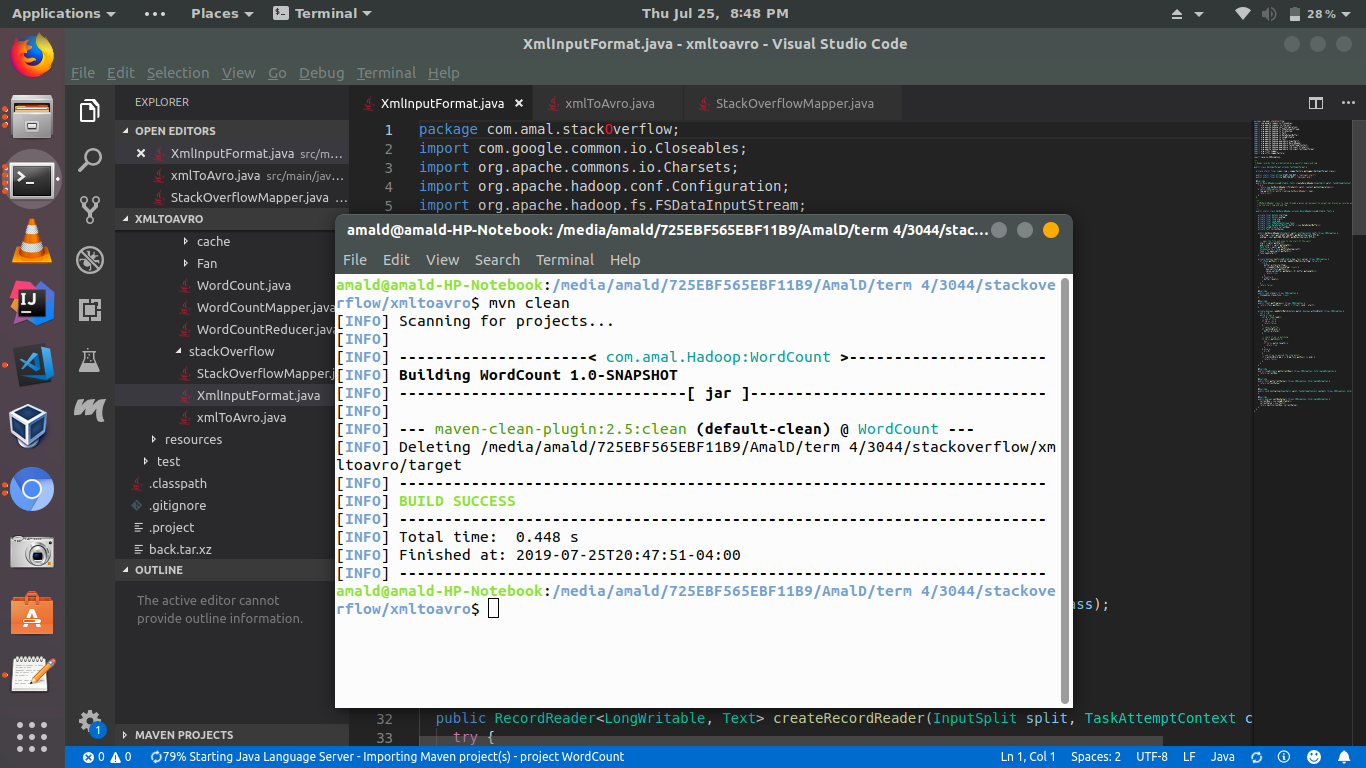 Applications Places Terminal Thu Jul 25, 8:48 PM 28 %
XmlInputFormat.java - xmltoavro - Visual Studio Code
File Edit Selection View Go Debug Terminal Help
EXPLORER
OPEN EDITORS
XmlInputFormat.java src/m...
xmlToAvro.java src/main/jav...
StackOverflowMapper.java ...
XMLTOAVRO
cache
Fan
WordCount.java
WordCountMapper.java
WordCountReducer.java
stackOverflow
StackOverflowMapper.j
XmlInputFormat.java
xmlToAvro.java
resources
test
.classpath
.gitignore
.project
back.tar.xz
OUTLINE
The active editor cannot
provide outline information.
MAVEN PROJECTS
XmlInputFormat.java xmlToAvro.java StackOverflowMapper.java
1 package com.amal.stackOverflow;
2 import com.google.common.io.Closeables;
3 import org.apache.commons.io.Charsets;
4 import org.apache.hadoop.conf.Configuration;
5 import org.apache.hadoop.fs.FSDataInputStream;
amald@amald-HP-Notebook: /media/amald/725EBF565EBF11B9/AmalD/term 4/3044/stac...
File Edit View Search Terminal Help
amald@amald-HP-Notebook:/media/amald/725EBF565EBF11B9/AmalD/term 4/3044/stackove
rflow/xmltoavro$ mvn clean
[INFO] Scanning for projects...
[INFO]
[INFO] ---------------------< com.amal.Hadoop:WordCount >----------------------
[INFO] Building WordCount 1.0-SNAPSHOT
[INFO] --------------------------------[ jar ]---------------------------------
[INFO]
[INFO] --- maven-clean-plugin:2.5:clean (default-clean) @ WordCount ---
[INFO] Deleting /media/amald/725EBF565EBF11B9/AmalD/term 4/3044/stackoverflow/xm
ltoavro/target
[INFO] ------------------------------------------------------------------------
[INFO] BUILD SUCCESS
[INFO] ------------------------------------------------------------------------
[INFO] Total time:  0.448 s
[INFO] Finished at: 2019-07-25T20:47:51-04:00
[INFO] ------------------------------------------------------------------------
amald@amald-HP-Notebook:/media/amald/725EBF565EBF11B9/AmalD/term 4/3044/stackove
rflow/xmltoavro$
ass);
32 public RecordReader<LongWritable, Text> createRecordReader(InputSplit split, TaskAttemptContext c
33 try {
1
0 0 79% Starting Java Language Server - Importing Maven project(s) - project WordCount Ln 1, Col 1 Spaces: 2 UTF-8 LF Java